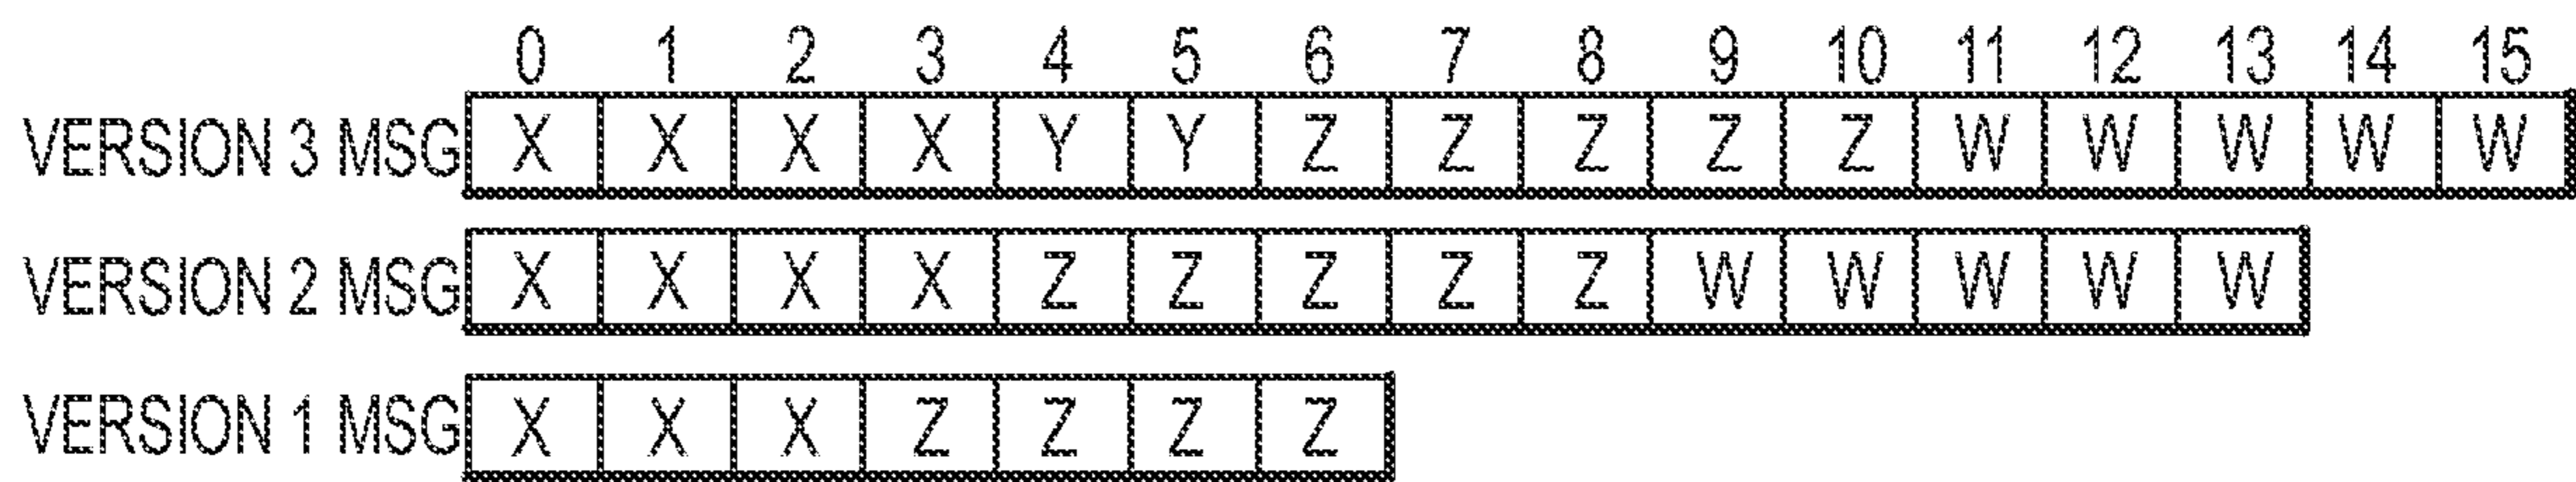 0 1 2 3 4 5 6 7 8 9 10 11 12 13 14 15
VERSION 3 MSG X X X X Y Y Z Z Z Z Z W W W W W
VERSION 2 MSG X X X X Z Z Z Z Z W W W W W
VERSION 1 MSG X X X Z Z Z Z